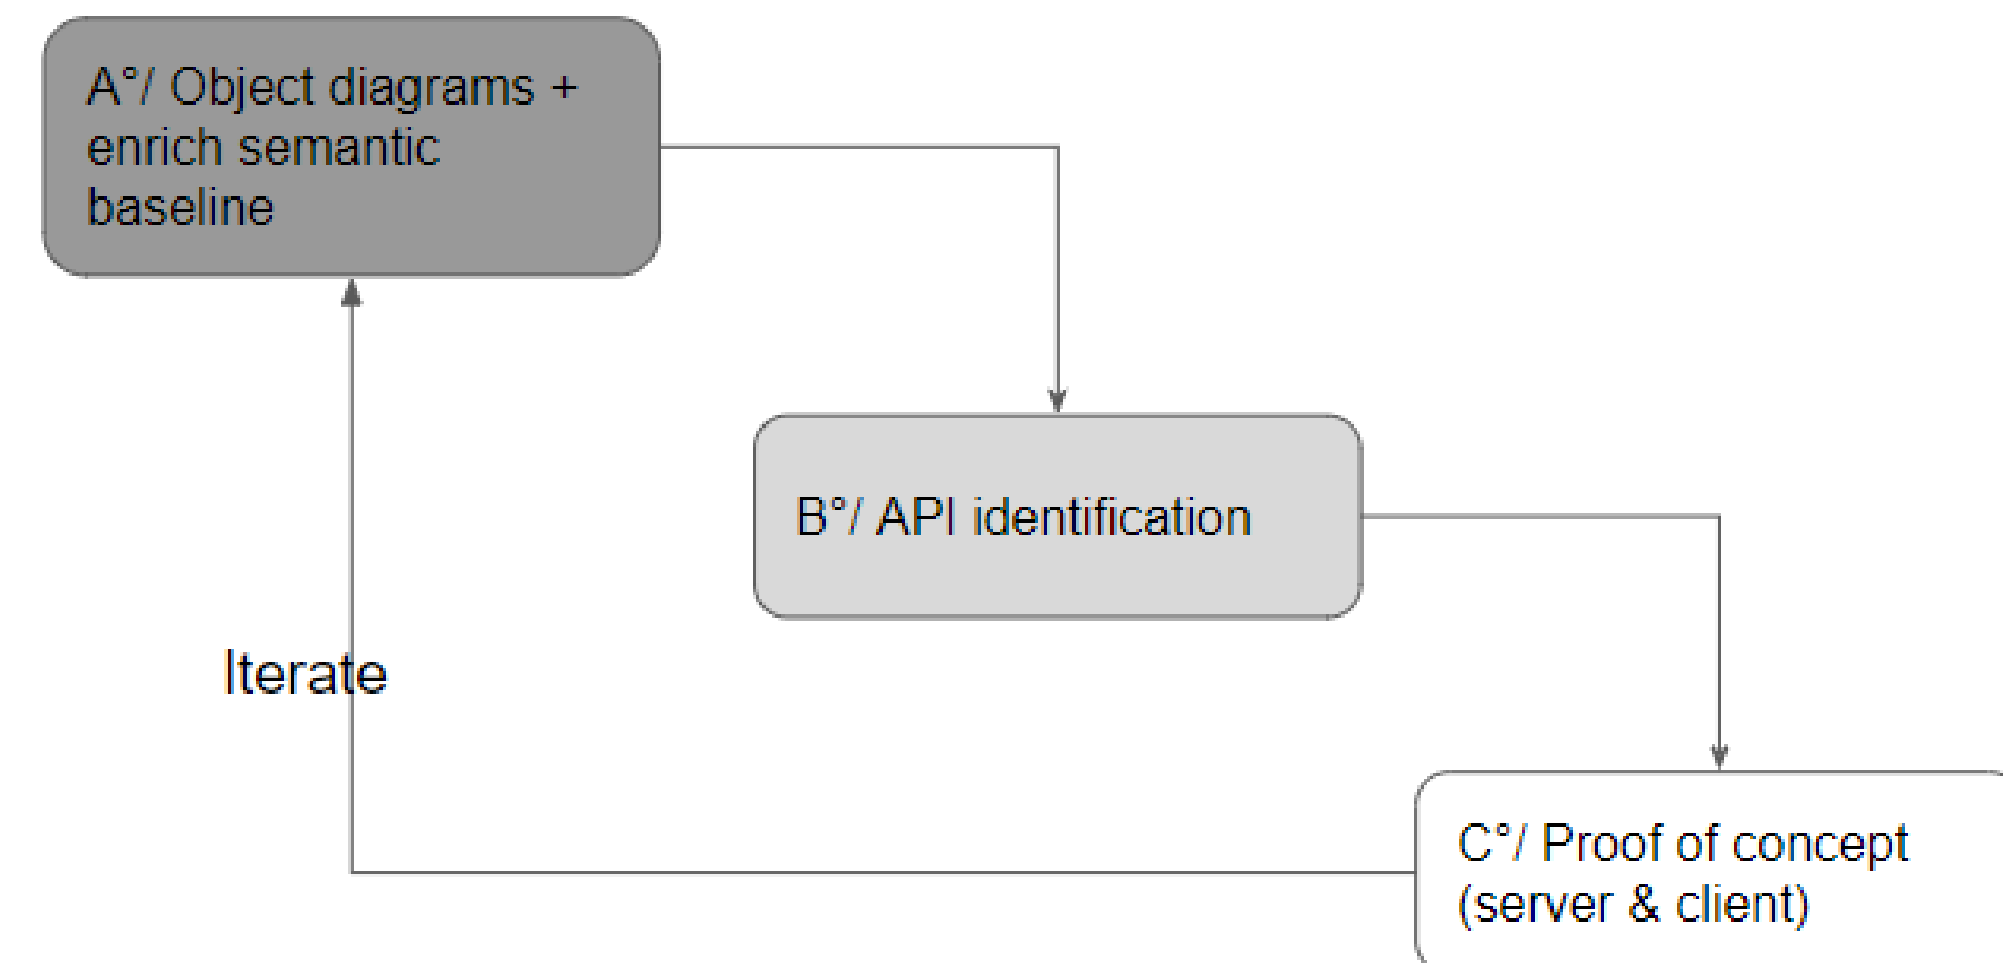 A°/ Object diagrams +
enrich semantic
baseline
B°/ API identification
Iterate
C°/ Proof of concept
(server & client)